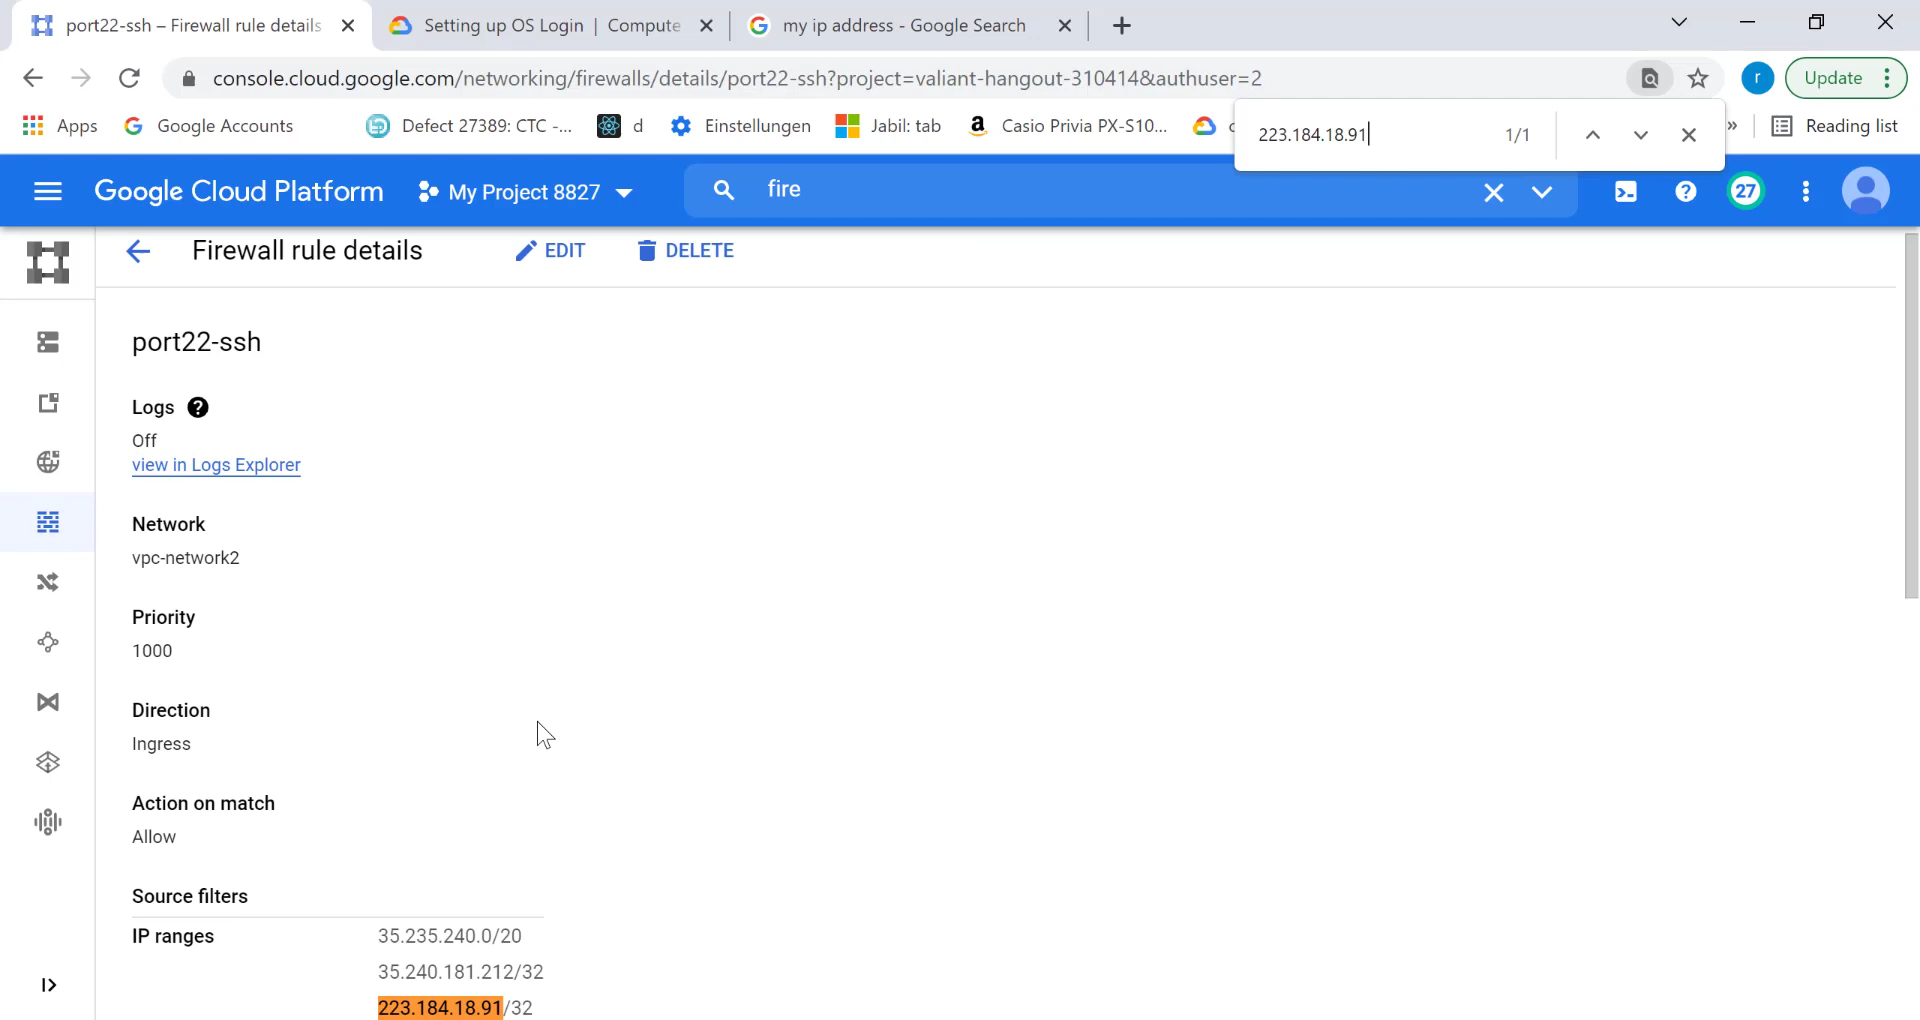 port22-ssh – Firewall rule details
Setting up OS Login | Compute
my ip address - Google Search
console.cloud.google.com/networking/firewalls/details/port22-ssh?project=valiant-hangout-310414&authuser=2
r
Update
Apps
Google Accounts
Defect 27389: CTC -...
d
Einstellungen
Jabil: tab
Casio Privia PX-S10...
»
Reading list
223.184.18.91
1/1
Google Cloud Platform
My Project 8827
fire
27
Firewall rule details
EDIT
DELETE
port22-ssh
Logs
Off
view in Logs Explorer
Network
vpc-network2
Priority
1000
Direction
Ingress
Action on match
Allow
Source filters
IP ranges
35.235.240.0/20
35.240.181.212/32
223.184.18.91/32